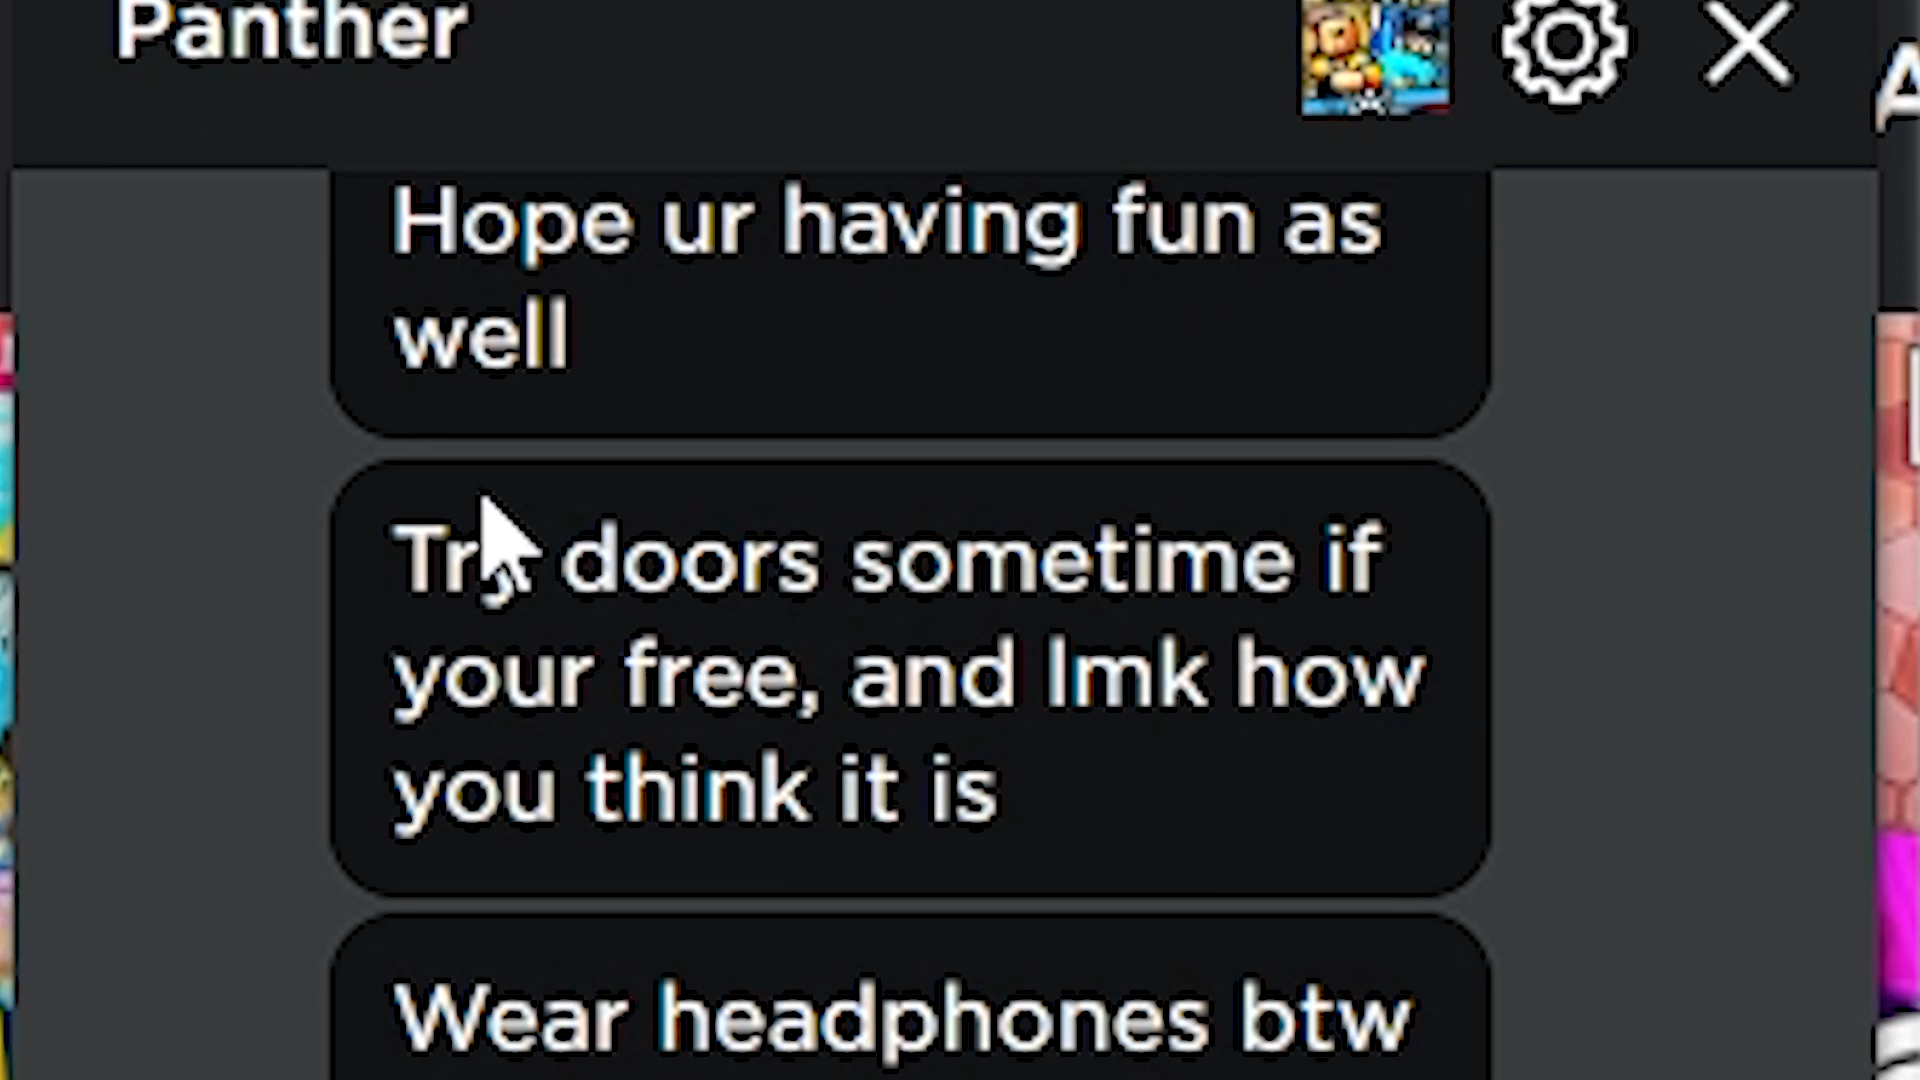 Panther
Hope ur having fun as
well
Try doors sometime if
your free, and lmk how
you think it is
Wear headphones btw